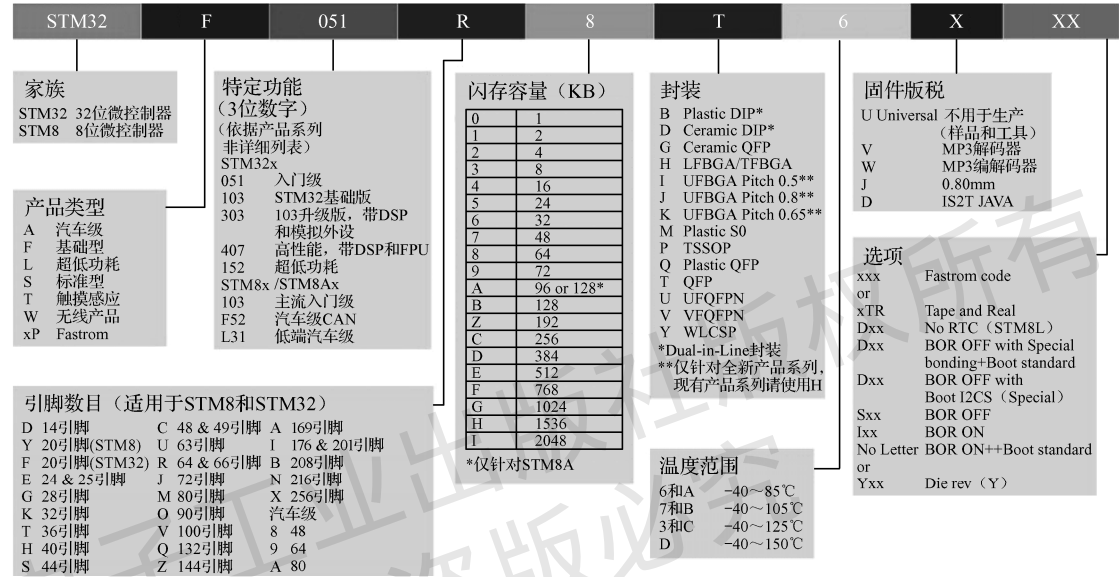 STM32 F 051 R 8 T 6 X XX
家族
STM32 32位微控制器
STM8 8位微控制器
产品类型
A 汽车级
F 基础型
L 超低功耗
S 标准型
T 触摸感应
W 无线产品
xP Fastrom
特定功能
(3位数字)
(依据产品系列
非详细列表)
STM32x
051 入门级
103 STM32基础版
303 103升级版，带DSP
和模拟外设
407 高性能，带DSP和FPU
152 超低功耗
STM8x /STM8Ax
103 主流入门级
F52 汽车级CAN
L31 低端汽车级
引脚数目（适用于STM8和STM32）
D 14引脚 C 48 & 49引脚 A 169引脚
Y 20引脚(STM8) U 63引脚 I 176 & 201引脚
F 20引脚(STM32) R 64 & 66引脚 B 208引脚
E 24 & 25引脚 J 72引脚 N 216引脚
G 28引脚 M 80引脚 X 256引脚
K 32引脚 O 90引脚 汽车级
T 36引脚 V 100引脚 8 48
H 40引脚 Q 132引脚 9 64
S 44引脚 Z 144引脚 A 80
闪存容量（KB）
0 1
1 2
2 4
3 8
4 16
5 24
6 32
7 48
8 64
9 72
A 96 or 128*
B 128
Z 192
C 256
D 384
E 512
F 768
G 1024
H 1536
I 2048
*仅针对STM8A
封装
B Plastic DIP*
D Ceramic DIP*
G Ceramic QFP
H LFBGA/TFBGA
I UFBGA Pitch 0.5**
J UFBGA Pitch 0.8**
K UFBGA Pitch 0.65**
M Plastic S0
P TSSOP
Q Plastic QFP
T QFP
U UFQFPN
V VFQFPN
Y WLCSP
*Dual-in-Line封装
**仅针对全新产品系列，
现有产品系列请使用H
温度范围
6和A −40～85℃
7和B −40～105℃
3和C −40～125℃
D −40～150℃
固件版税
U Universal 不用于生产
（样品和工具）
V MP3解码器
W MP3编解码器
J 0.80mm
D IS2T JAVA
选项
xxx Fastrom code
or
xTR Tape and Real
Dxx No RTC（STM8L）
Dxx BOR OFF with Special
bonding+Boot standard
Dxx BOR OFF with
Boot I2CS（Special）
Sxx BOR OFF
Ixx BOR ON
No Letter BOR ON++Boot standard
or
Yxx Die rev（Y）